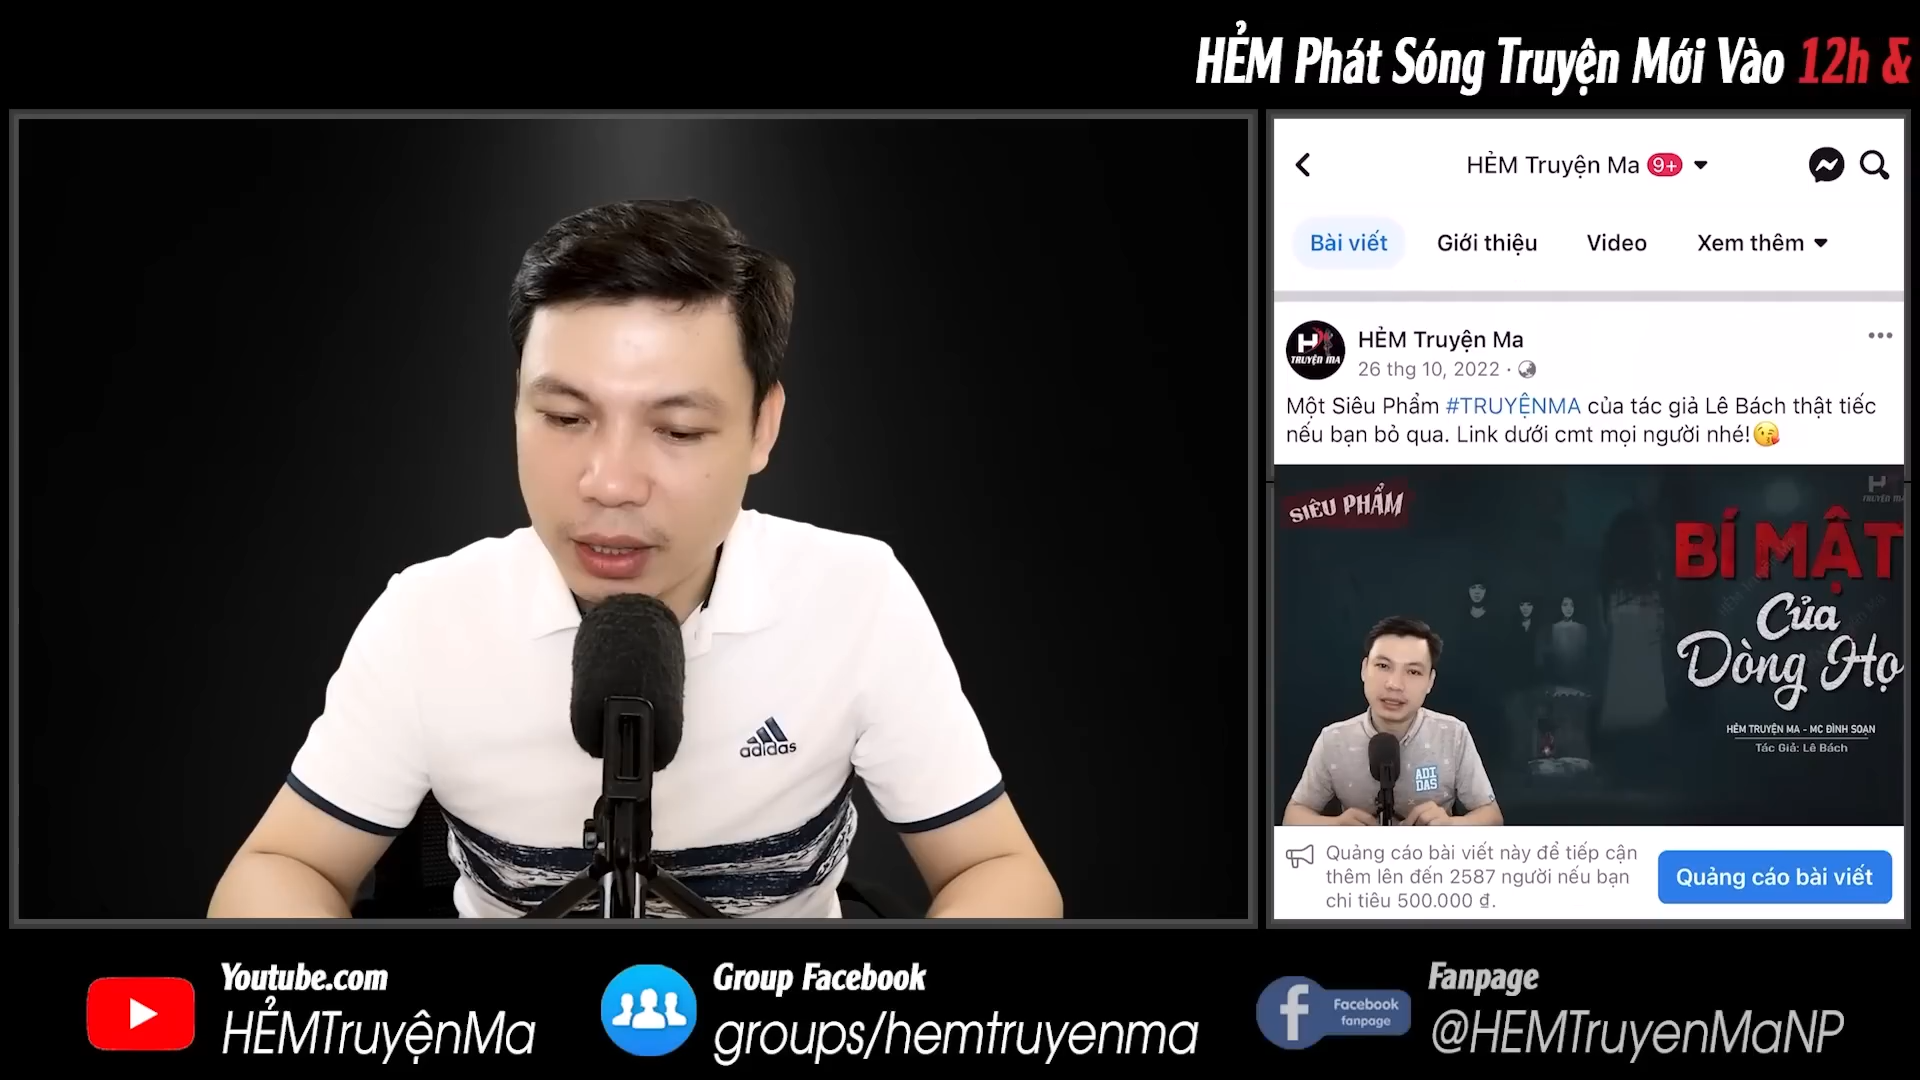 HẺM Phát Sóng Truyện Mới Vào 12h &
HẺM Truyện Ma 9+
Bài viết Giới thiệu Video Xem thêm
H
TRUYỆN MA
HẺM Truyện Ma
26 thg 10, 2022 ·
Một Siêu Phẩm #TRUYỆNMA của tác giả Lê Bách thật tiếc
nếu bạn bỏ qua. Link dưới cmt mọi người nhé!😘
SIÊU PHẨM
BÍ MẬT
Của
Dòng Họ
HẺM TRUYỆN MA - MC ĐÌNH SOẠN
Tác Giả: Lê Bách
ADI
DAS
adidas
Quảng cáo bài viết này để tiếp cận
thêm lên đến 2587 người nếu bạn
chi tiêu 500.000 ₫.
Quảng cáo bài viết
Youtube.com
HẺMTruyệnMa
Group Facebook
groups/hemtruyenma
Facebook
fanpage
Fanpage
@HEMTruyenMaNP